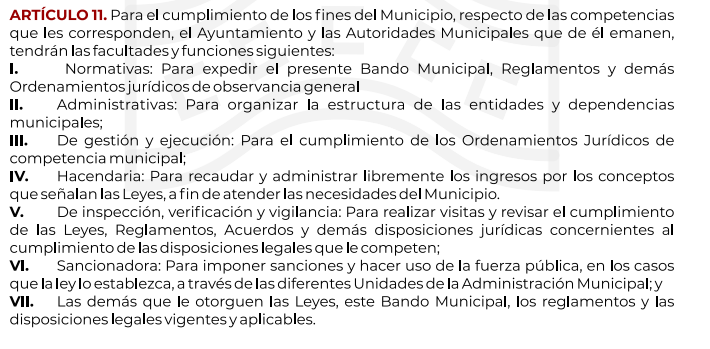 ARTÍCULO 11. Para el cumplimiento de los fines del Municipio, respecto de las competencias
que les corresponden, el Ayuntamiento y las Autoridades Municipales que de él emanen,
tendrán las facultades y funciones siguientes:
I. Normativas: Para expedir el presente Bando Municipal, Reglamentos y demás
Ordenamientos jurídicos de observancia general
II. Administrativas: Para organizar la estructura de las entidades y dependencias
municipales;
III. De gestión y ejecución: Para el cumplimiento de los Ordenamientos Jurídicos de
competencia municipal;
IV. Hacendaria: Para recaudar y administrar libremente los ingresos por los conceptos
que señalan las Leyes, a fin de atender las necesidades del Municipio.
V. De inspección, verificación y vigilancia: Para realizar visitas y revisar el cumplimiento
de las Leyes, Reglamentos, Acuerdos y demás disposiciones jurídicas concernientes al
cumplimiento de las disposiciones legales que le competen;
VI. Sancionadora: Para imponer sanciones y hacer uso de la fuerza pública, en los casos
que la ley lo establezca, a través de las diferentes Unidades de la Administración Municipal; y
VII. Las demás que le otorguen las Leyes, este Bando Municipal, los reglamentos y las
disposiciones legales vigentes y aplicables.